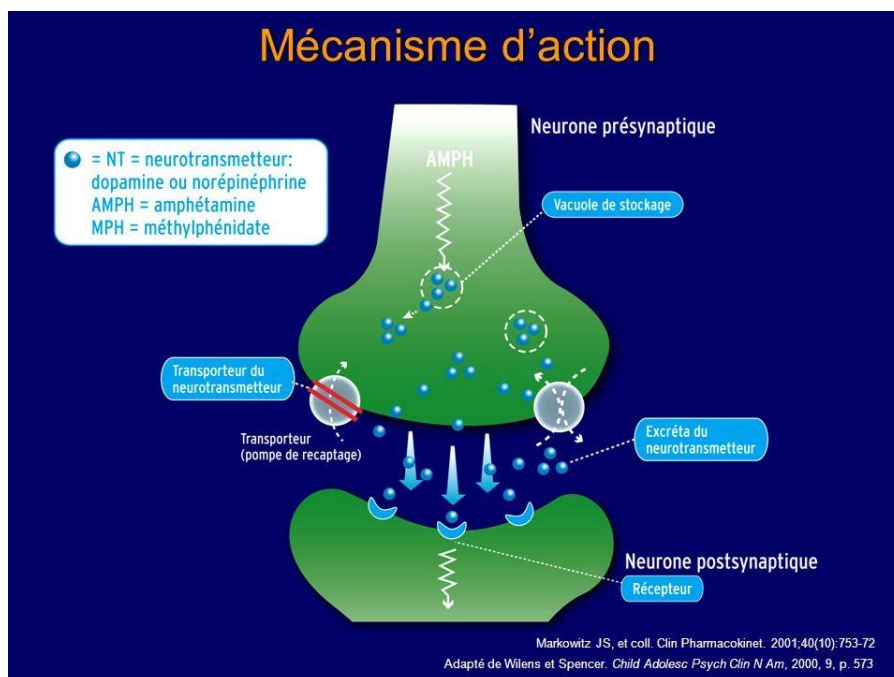 Mécanisme d'action
Neurone présynaptique
= NT = neurotransmetteur:
dopamine ou norépinéphrine
AMPH = amphétamine
MPH = méthylphénidate
AMPH
Vacuole de stockage
Transporteur du
neurotransmetteur
Transporteur
(pompe de recaptage)
Excréta du
neurotransmetteur
Neurone postsynaptique
Récepteur
Markowitz JS, et coll. Clin Pharmacokinet. 2001;40(10):753-72
Adapté de Wilens et Spencer. Child Adolesc Psych Clin N Am, 2000, 9, p. 573